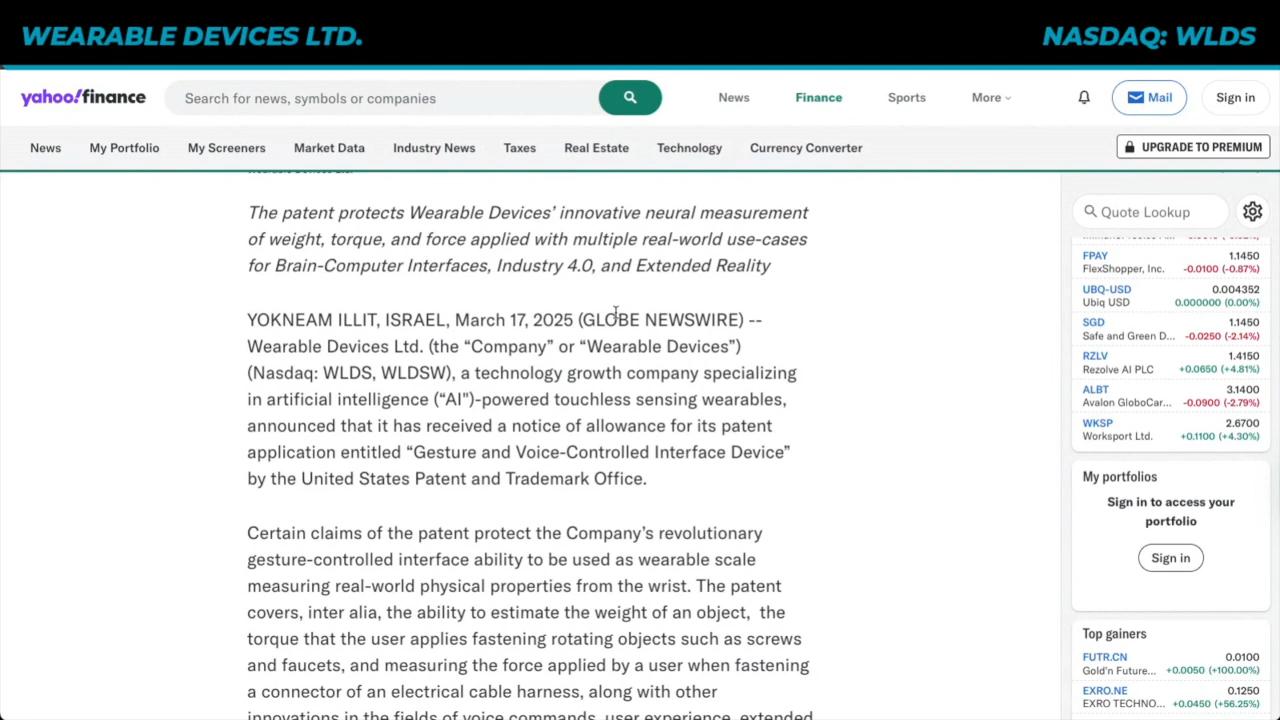 WEARABLE DEVICES LTD.
NASDAQ: WLDS
yahoo!finance
Search for news, symbols or companies
News
Finance
Sports
More
Mail
Sign in
News
My Portfolio
My Screeners
Market Data
Industry News
Taxes
Real Estate
Technology
Currency Converter
UPGRADE TO PREMIUM
The patent protects Wearable Devices’ innovative neural measurement
of weight, torque, and force applied with multiple real-world use-cases
for Brain-Computer Interfaces, Industry 4.0, and Extended Reality
YOKNEAM ILLIT, ISRAEL, March 17, 2025 (GLOBE NEWSWIRE) --
Wearable Devices Ltd. (the “Company” or “Wearable Devices”)
(Nasdaq: WLDS, WLDSW), a technology growth company specializing
in artificial intelligence (“AI”)-powered touchless sensing wearables,
announced that it has received a notice of allowance for its patent
application entitled “Gesture and Voice-Controlled Interface Device”
by the United States Patent and Trademark Office.
Certain claims of the patent protect the Company’s revolutionary
gesture-controlled interface ability to be used as wearable scale
measuring real-world physical properties from the wrist. The patent
covers, inter alia, the ability to estimate the weight of an object, the
torque that the user applies fastening rotating objects such as screws
and faucets, and measuring the force applied by a user when fastening
a connector of an electrical cable harness, along with other
innovations in the fields of voice commands, user experience, extended
Quote Lookup
FPAY 1.1450
FlexShopper, Inc. -0.0100 (-0.87%)
UBQ-USD 0.004352
Ubiq USD 0.000000 (0.00%)
SGD 1.1450
Safe and Green D... -0.0250 (-2.14%)
RZLV 1.4150
Rezolve AI PLC +0.0650 (+4.81%)
ALBT 3.1400
Avalon GloboCar... -0.0900 (-2.79%)
WKSP 2.6700
Worksport Ltd. +0.1100 (+4.30%)
My portfolios
Sign in to access your
portfolio
Sign in
Top gainers
FUTR.CN 0.0100
Gold'n Future... +0.0050 (+100.00%)
EXRO.NE 0.1250
EXRO TECHNO... +0.0450 (+56.25%)